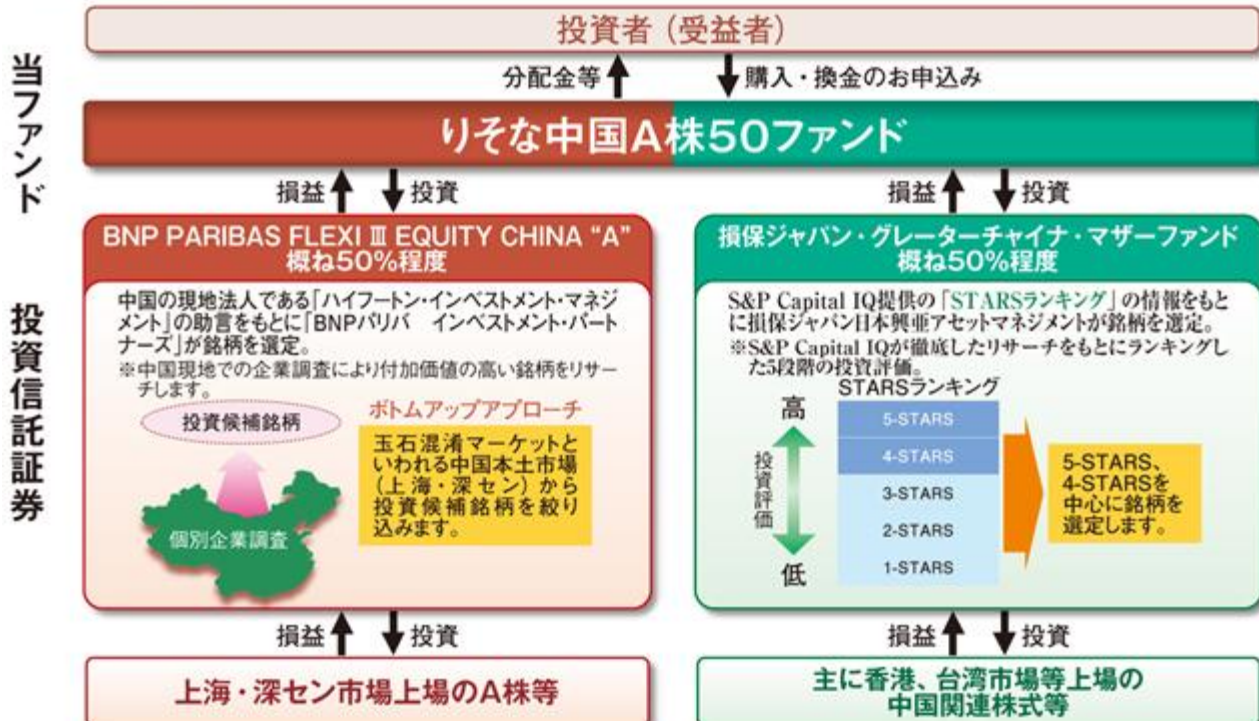 当ファンド
投資信託証券
投資者（受益者）
分配金等
購入・換金のお申込み
りそな中国A株50ファンド
損益
投資
損益
投資
BNP PARIBAS FLEXI Ⅲ EQUITY CHINA “A”
概ね50%程度
中国の現地法人である「ハイフートン・インベストメント・マネジ
メント」の助言をもとに「BNPパリバ　インベストメント・パート
ナーズ」が銘柄を選定。
※中国現地での企業調査により付加価値の高い銘柄をリサー
チします。
投資候補銘柄
個別企業調査
ボトムアップアプローチ
玉石混淆マーケットと
いわれる中国本土市場
（上海・深セン）から
投資候補銘柄を絞り
込みます。
損保ジャパン・グレーターチャイナ・マザーファンド
概ね50%程度
S&P Capital IQ提供の「STARSランキング」の情報をもと
に損保ジャパン日本興亜アセットマネジメントが銘柄を選定。
※S&P Capital IQが徹底したリサーチをもとにランキングし
た5段階の投資評価。
STARSランキング
高
投資評価
低
5-STARS
4-STARS
3-STARS
2-STARS
1-STARS
5-STARS、
4-STARSを
中心に銘柄を
選定します。
損益
投資
損益
投資
上海・深セン市場上場のA株等
主に香港、台湾市場等上場の
中国関連株式等